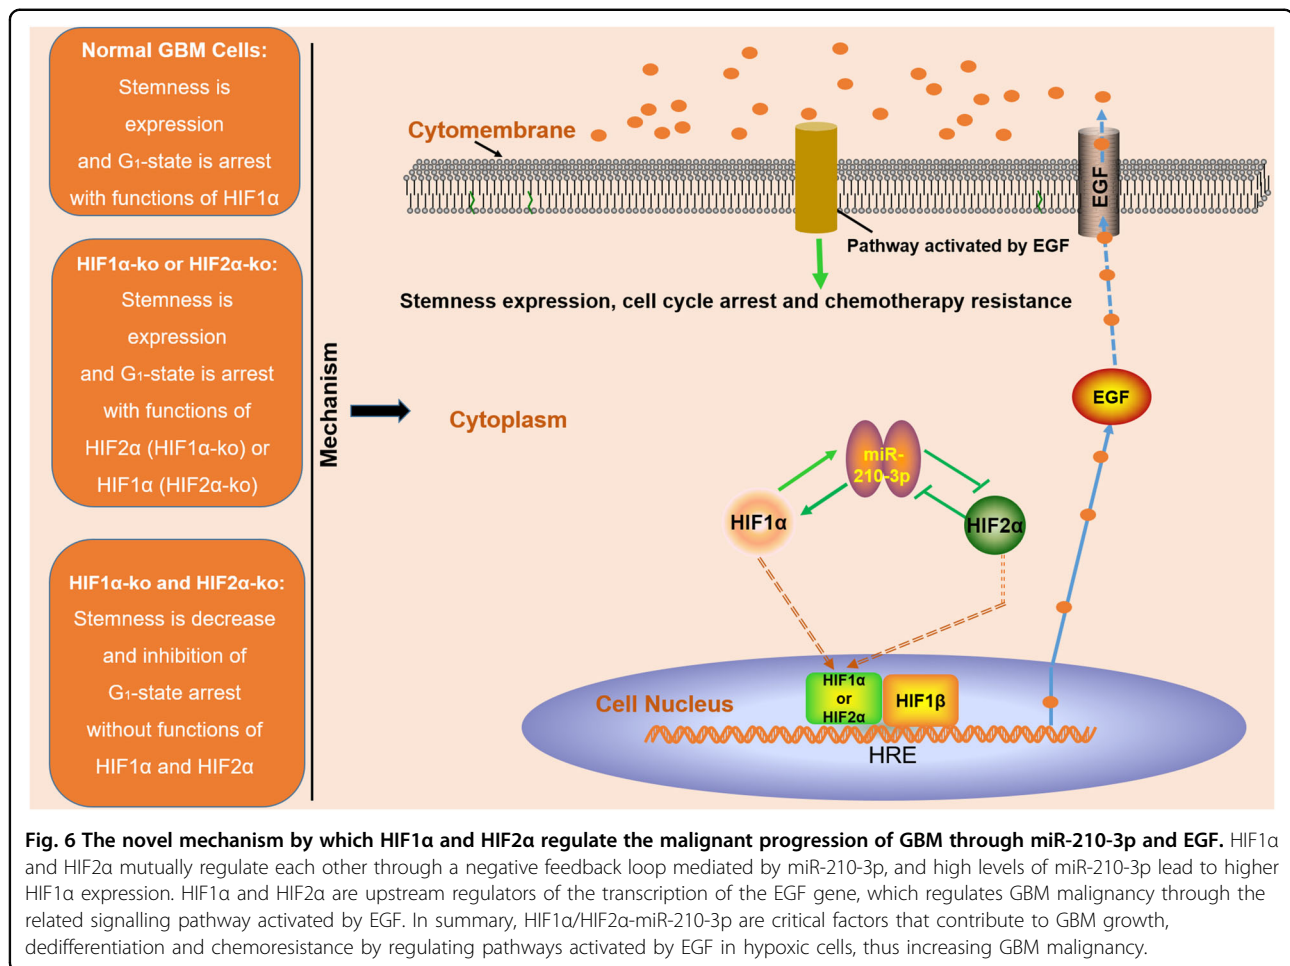 Normal GBM Cells:
Stemness is
expression
and G₁-state is arrest
with functions of HIF1α
HIF1α-ko or HIF2α-ko:
Stemness is
expression
and G₁-state is arrest
with functions of
HIF2α (HIF1α-ko) or
HIF1α (HIF2α-ko)
HIF1α-ko and HIF2α-ko:
Stemness is decrease
and inhibition of
G₁-state arrest
without functions of
HIF1α and HIF2α
Mechanism
Cytomembrane
EGF
Pathway activated by EGF
Stemness expression, cell cycle arrest and chemotherapy resistance
EGF
Cytoplasm
miR-
210-3p
HIF1α
HIF2α
Cell Nucleus
HIF1α
or
HIF2α
HIF1β
HRE
Fig. 6 The novel mechanism by which HIF1α and HIF2α regulate the malignant progression of GBM through miR-210-3p and EGF. HIF1α
and HIF2α mutually regulate each other through a negative feedback loop mediated by miR-210-3p, and high levels of miR-210-3p lead to higher
HIF1α expression. HIF1α and HIF2α are upstream regulators of the transcription of the EGF gene, which regulates GBM malignancy through the
related signalling pathway activated by EGF. In summary, HIF1α/HIF2α-miR-210-3p are critical factors that contribute to GBM growth,
dedifferentiation and chemoresistance by regulating pathways activated by EGF in hypoxic cells, thus increasing GBM malignancy.